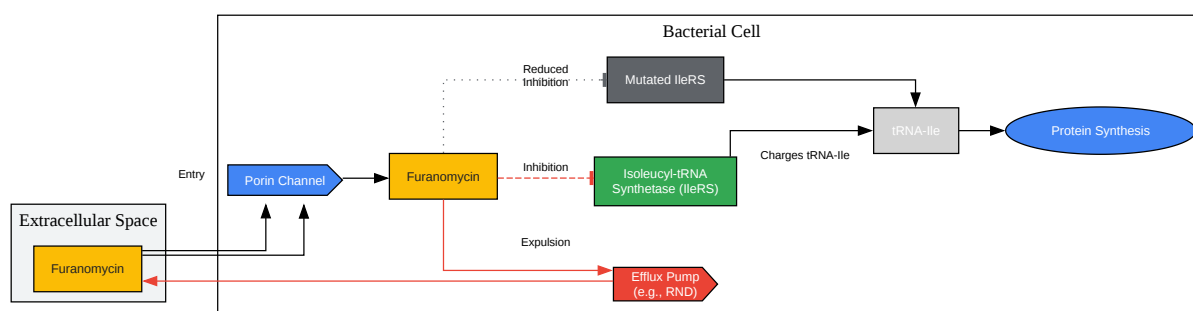 Bacterial Cell
Reduced
Inhibition
Mutated IleRS
tRNA-Ile
Protein Synthesis
Entry
Porin Channel
Furanomycin
Inhibition
Isoleucyl-tRNA
Synthetase (IleRS)
Charges tRNA-Ile
Extracellular Space
Furanomycin
Expulsion
Efflux Pump
(e.g., RND)